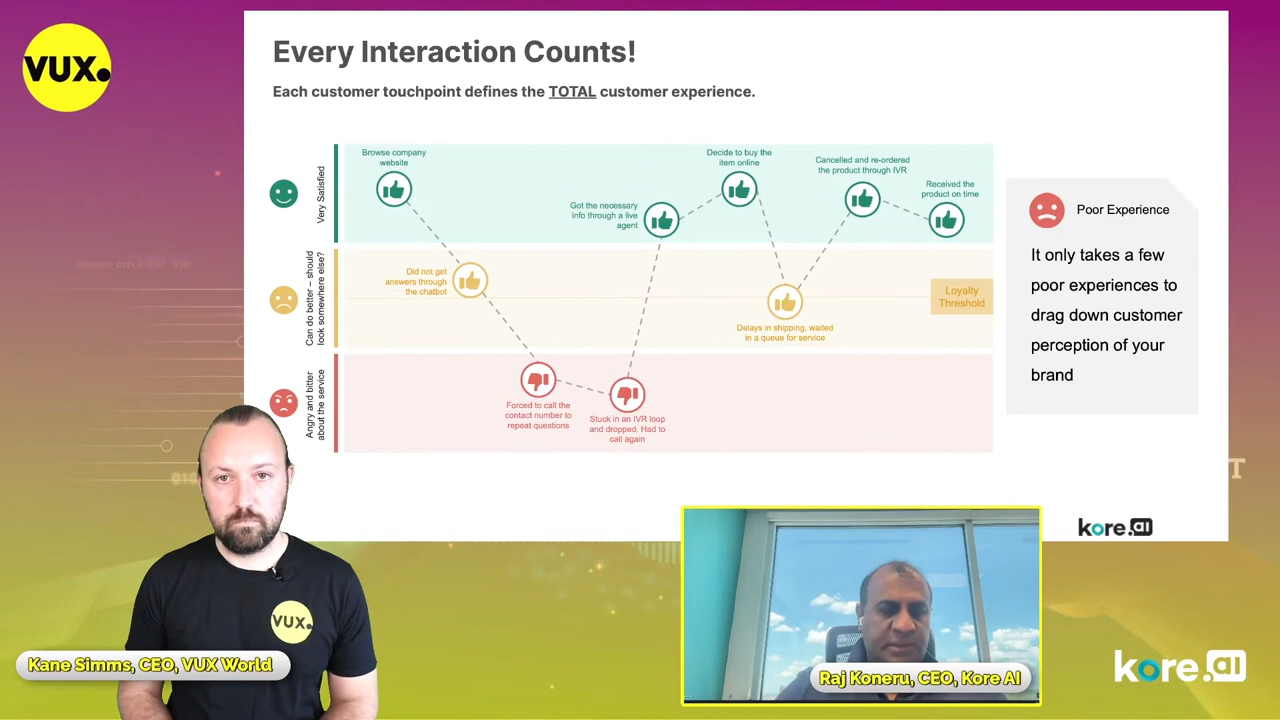 VUX.
Every Interaction Counts!
Each customer touchpoint defines the TOTAL customer experience.
Very Satisfied
Can do better – should
look somewhere else?
Angry and bitter
about the service
Browse company
website
Did not get
answers through
the chatbot
Forced to call the
contact number to
repeat questions
Stuck in an IVR loop
and dropped. Had to
call again
Got the necessary
info through a live
agent
Decide to buy the
item online
Delays in shipping, waited
in a queue for service
Cancelled and re-ordered
the product through IVR
Received the
product on time
Loyalty
Threshold
Poor Experience
It only takes a few
poor experiences to
drag down customer
perception of your
brand
kore.ai
VUX.
Kane Simms, CEO, VUX World
Raj Koneru, CEO, Kore AI
kore.ai